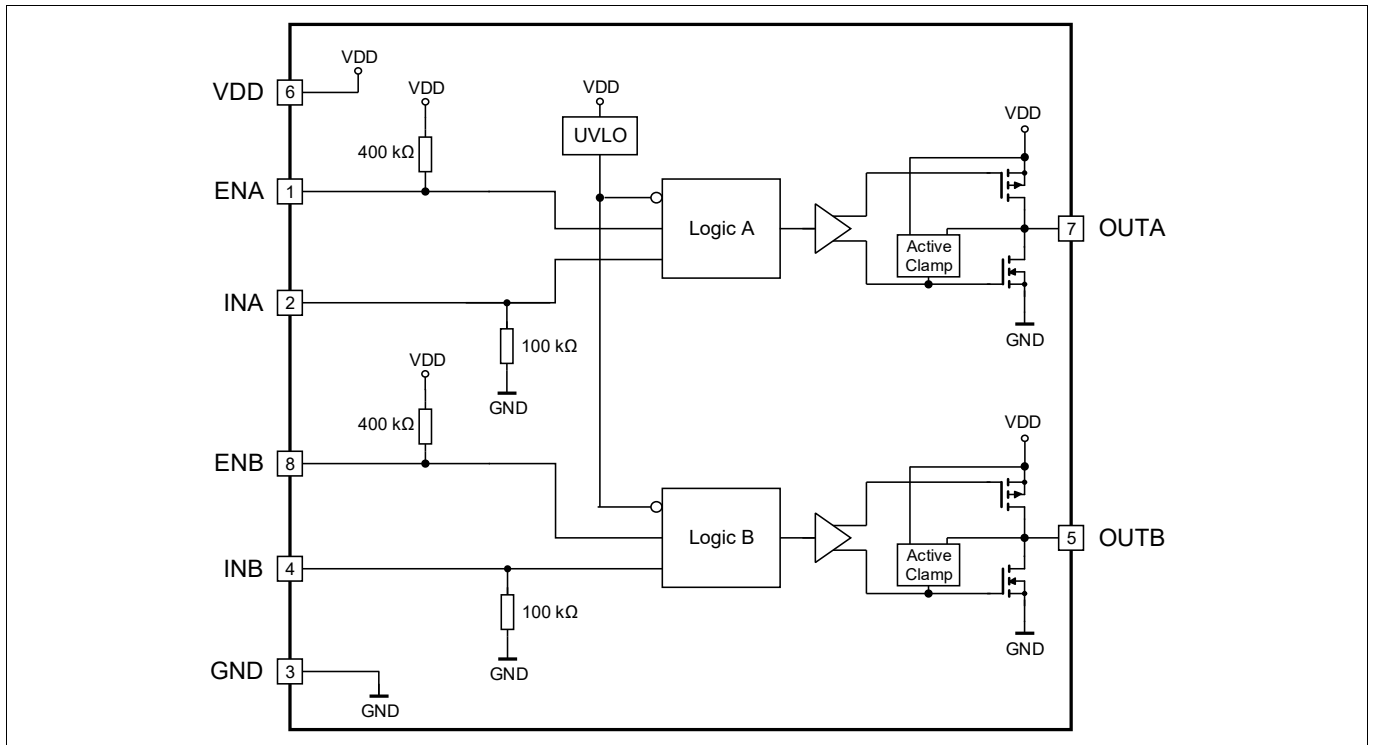 VDD
6
VDD
VDD
400 kΩ
ENA
1
VDD
UVLO
Logic A
VDD
Active
Clamp
7
OUTA
GND
INA
2
100 kΩ
GND
VDD
400 kΩ
ENB
8
Logic B
VDD
Active
Clamp
5
OUTB
GND
INB
4
100 kΩ
GND
GND
3
GND